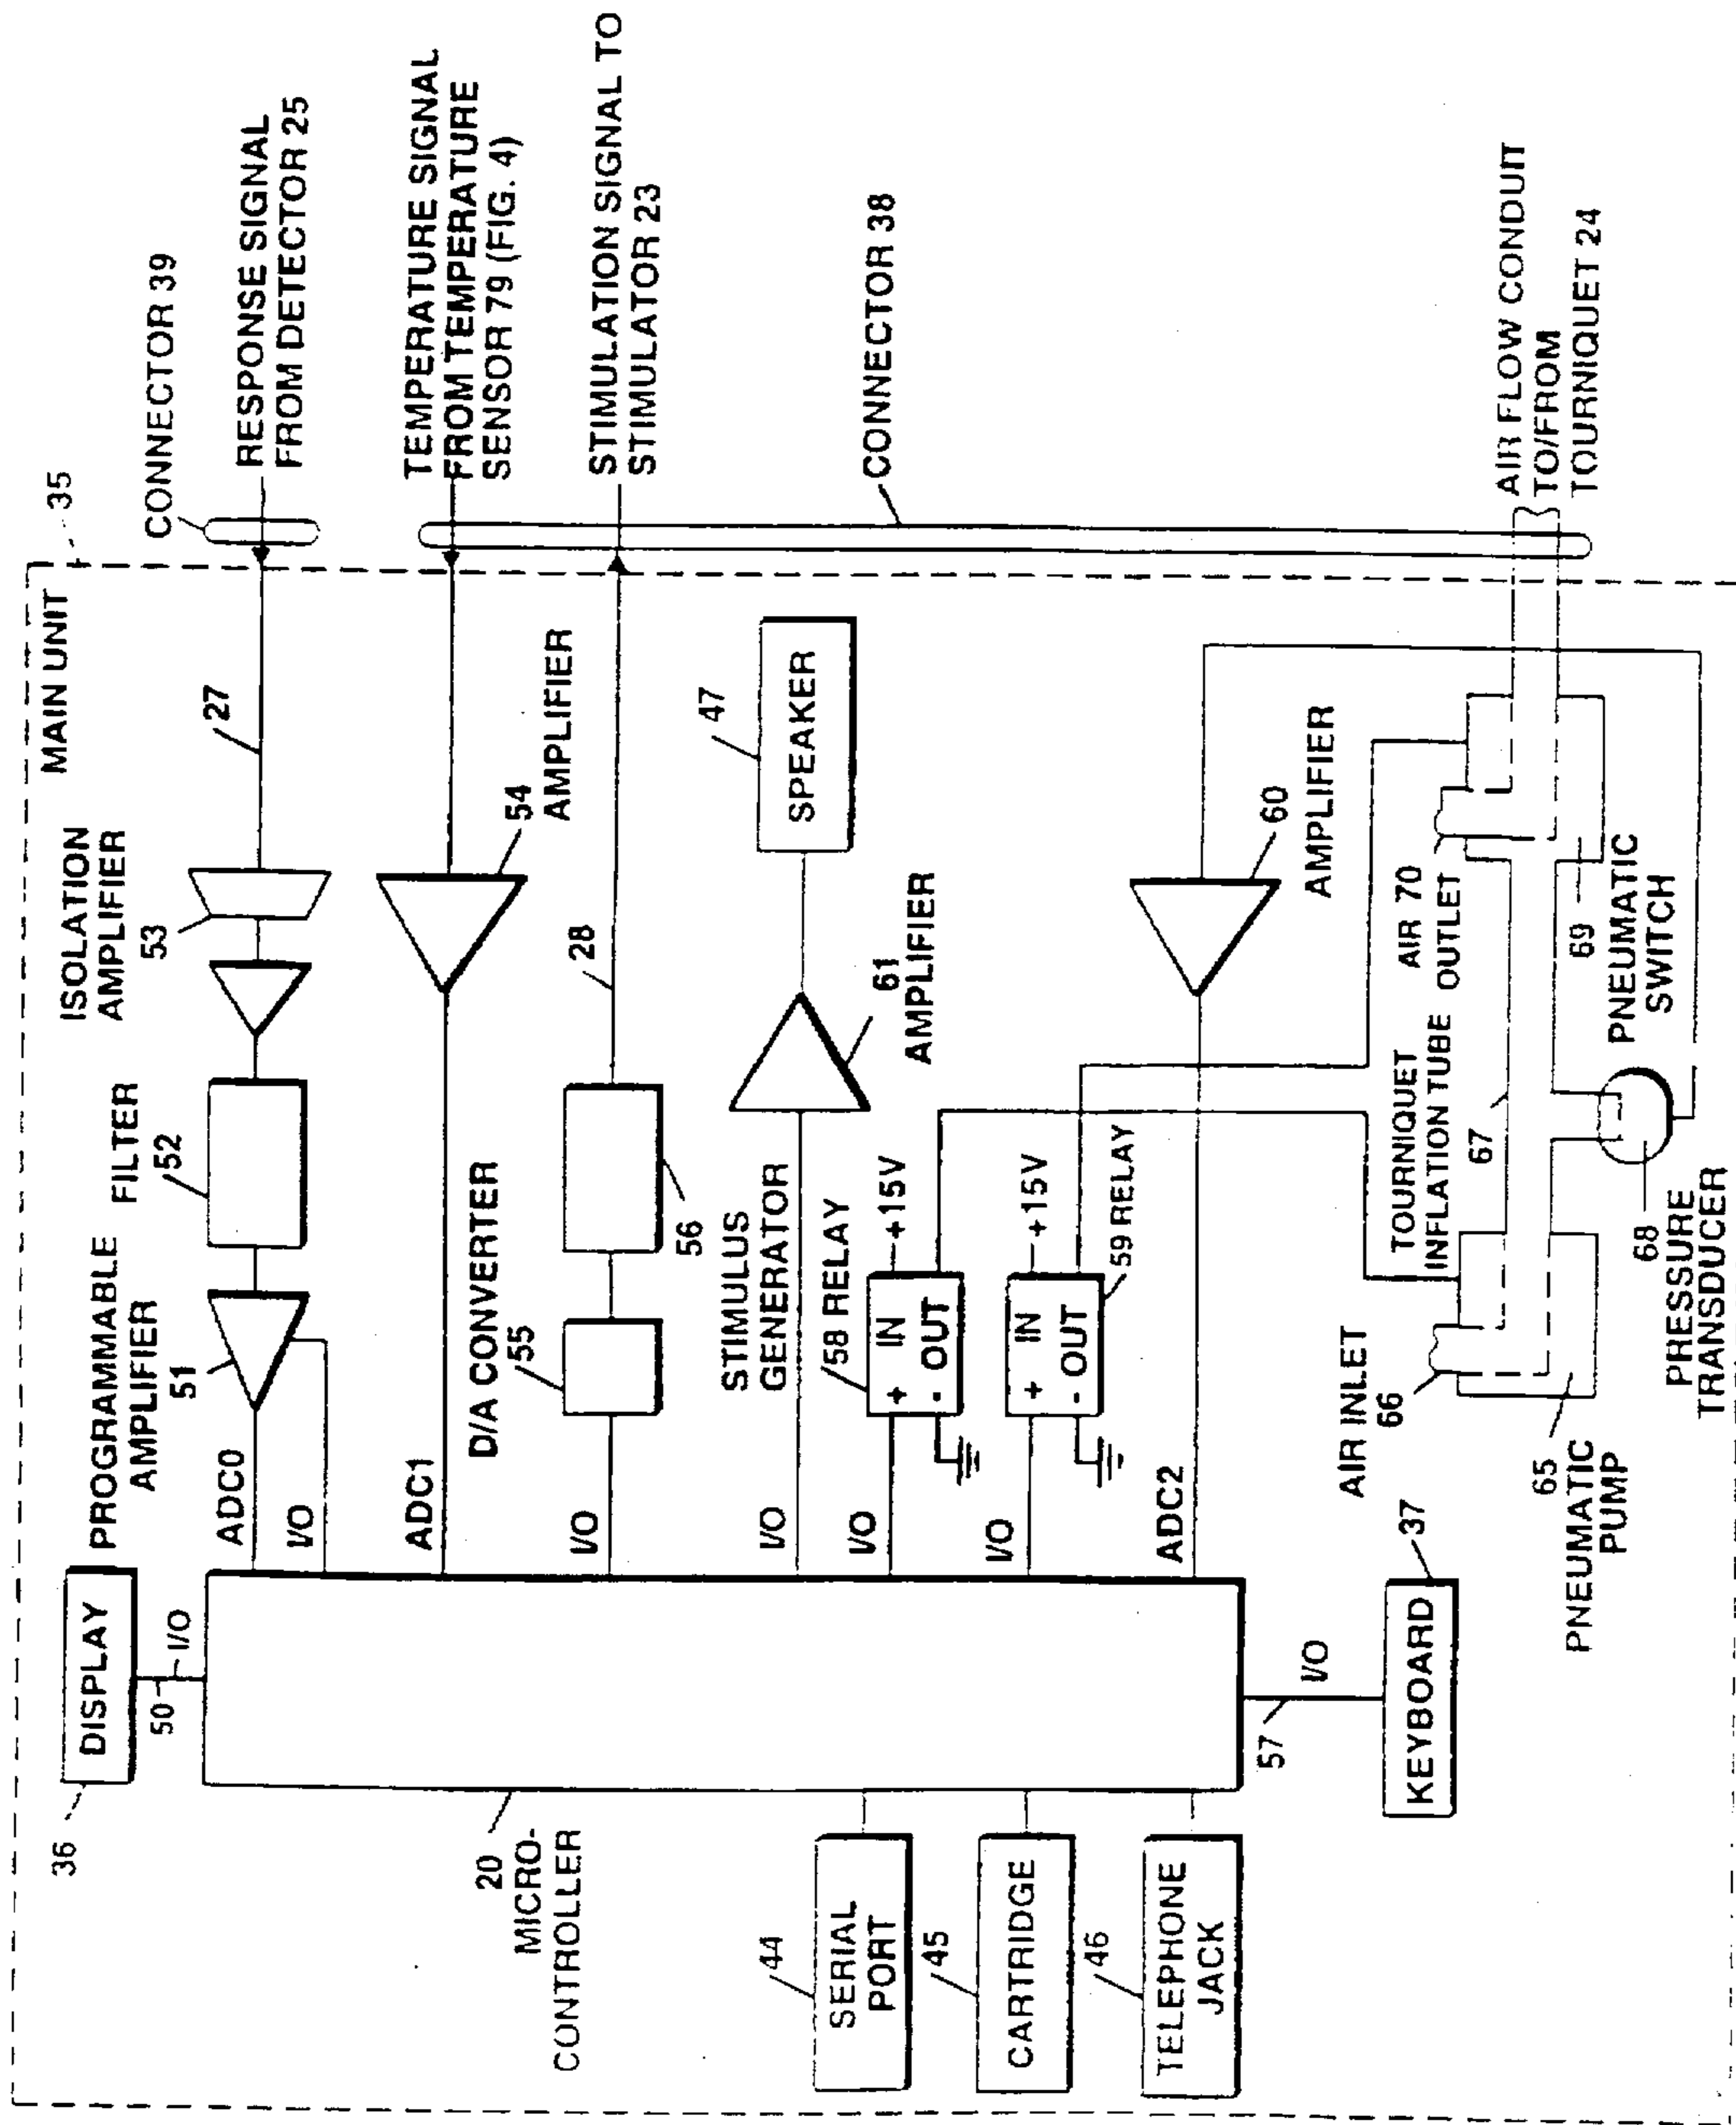 MAIN UNIT
35
CONNECTOR 39
RESPONSE SIGNAL
FROM DETECTOR 25
TEMPERATURE SIGNAL
FROM TEMPERATURE
SENSOR 79 (FIG. 4)
STIMULATION SIGNAL TO
STIMULATOR 23
CONNECTOR 38
AIR FLOW CONDUIT
TO/FROM
TOURNIQUET 24
36
DISPLAY
50
I/O
PROGRAMMABLE
AMPLIFIER
51
ADC0
I/O
FILTER
52
ISOLATION
AMPLIFIER
53
27
ADC1
54
AMPLIFIER
D/A CONVERTER
55
I/O
56
28
STIMULUS
GENERATOR
I/O
61
AMPLIFIER
47
SPEAKER
58 RELAY
I/O
+ IN
- OUT
+15V
59 RELAY
I/O
+ IN
- OUT
+15V
ADC2
60
AMPLIFIER
20
MICRO-
CONTROLLER
44
SERIAL
PORT
45
CARTRIDGE
46
TELEPHONE
JACK
57
I/O
37
KEYBOARD
AIR INLET
66
65
PNEUMATIC
PUMP
TOURNIQUET
INFLATION TUBE
67
68
PRESSURE
TRANSDUCER
AIR 70
OUTLET
69
PNEUMATIC
SWITCH